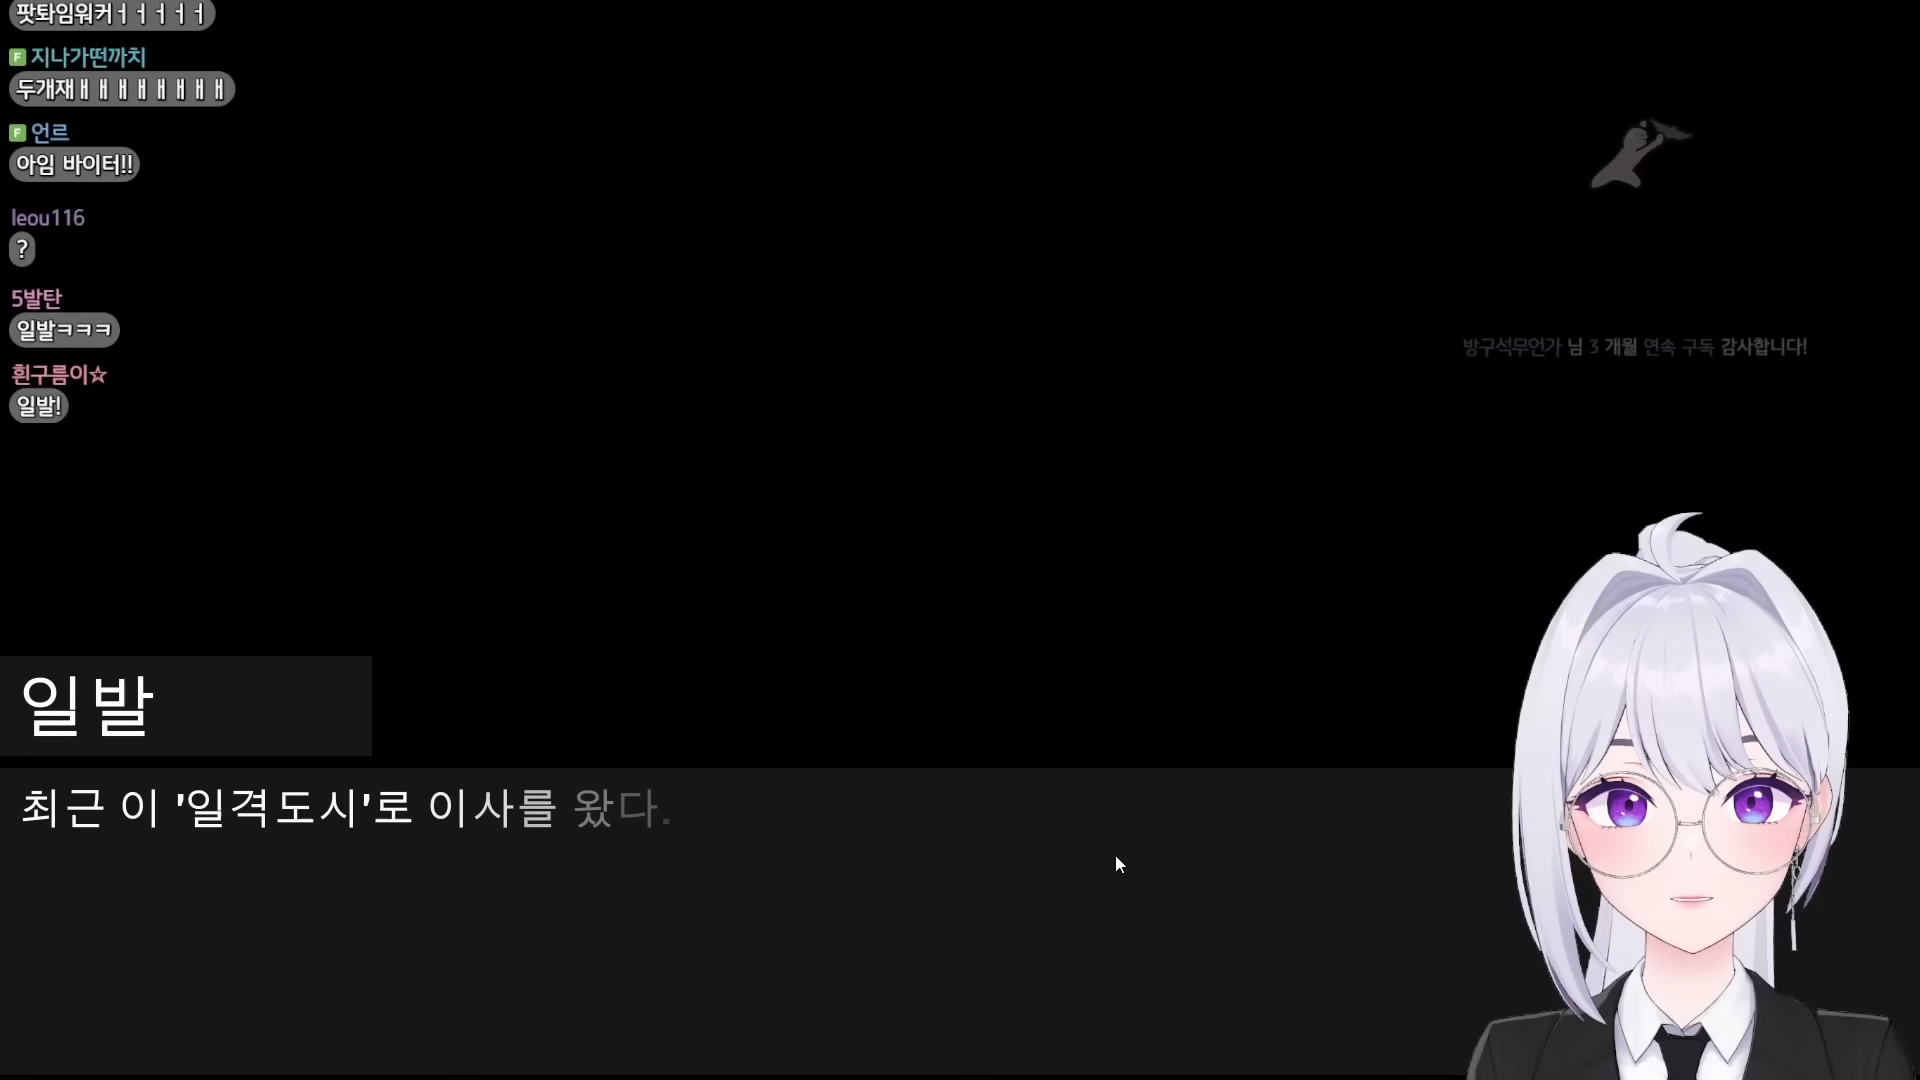 팟톼임워커ㅓㅓㅓㅓㅓ
F 지나가떤까치
두개재ㅐㅐㅐㅐㅐㅐㅐㅐ
F 언르
아임 바이터!!
leou116
?
5발탄
일발ㅋㅋㅋ
흰구름이☆
일발!
방구석무언가 님 3 개월 연속 구독 감사합니다!
일발
최근 이 '일격도시'로 이사를 왔다.